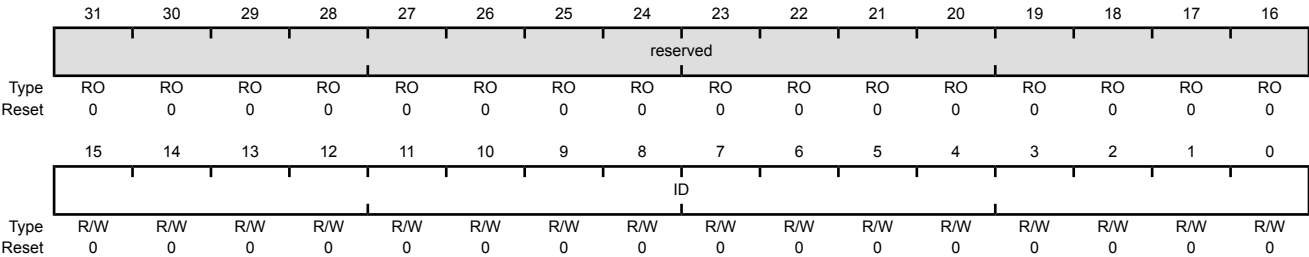 31 30 29 28 27 26 25 24 23 22 21 20 19 18 17 16
reserved
Type RO RO RO RO RO RO RO RO RO RO RO RO RO RO RO RO
Reset 0 0 0 0 0 0 0 0 0 0 0 0 0 0 0 0
15 14 13 12 11 10 9 8 7 6 5 4 3 2 1 0
ID
Type R/W R/W R/W R/W R/W R/W R/W R/W R/W R/W R/W R/W R/W R/W R/W R/W
Reset 0 0 0 0 0 0 0 0 0 0 0 0 0 0 0 0